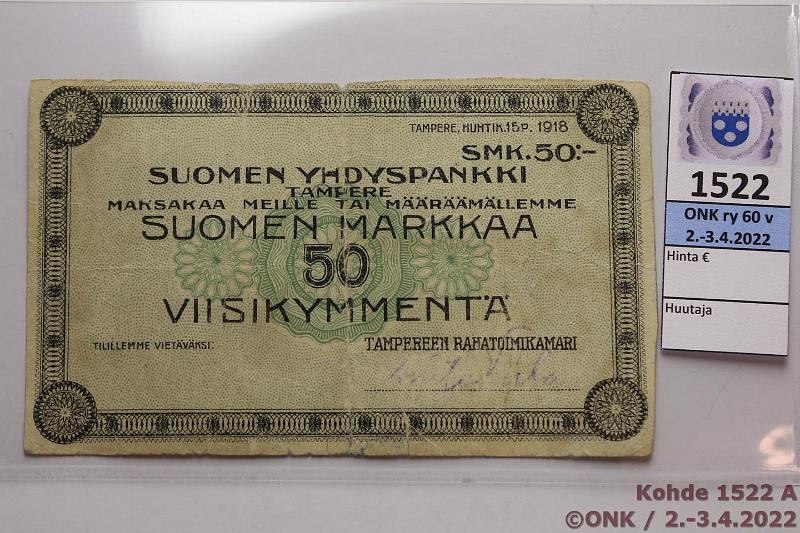 TAMPERE, HUHTIK.15P. 1918
SMK.50:-
SUOMEN YHDYSPANKKI
TAMPERE
MAKSAKAA MEILLE TAI MÄÄRÄÄMÄLLEMME
SUOMEN MARKKAA
50
VIISIKYMMENTÄ
TILILLEMME VIETÄVÄKSI:
TAMPEREEN RAHATOIMIKAMARI
1522
ONK ry 60 v
2.-3.4.2022
Hinta €
Huutaja
Kohde 1522 A
©ONK / 2.-3.4.2022